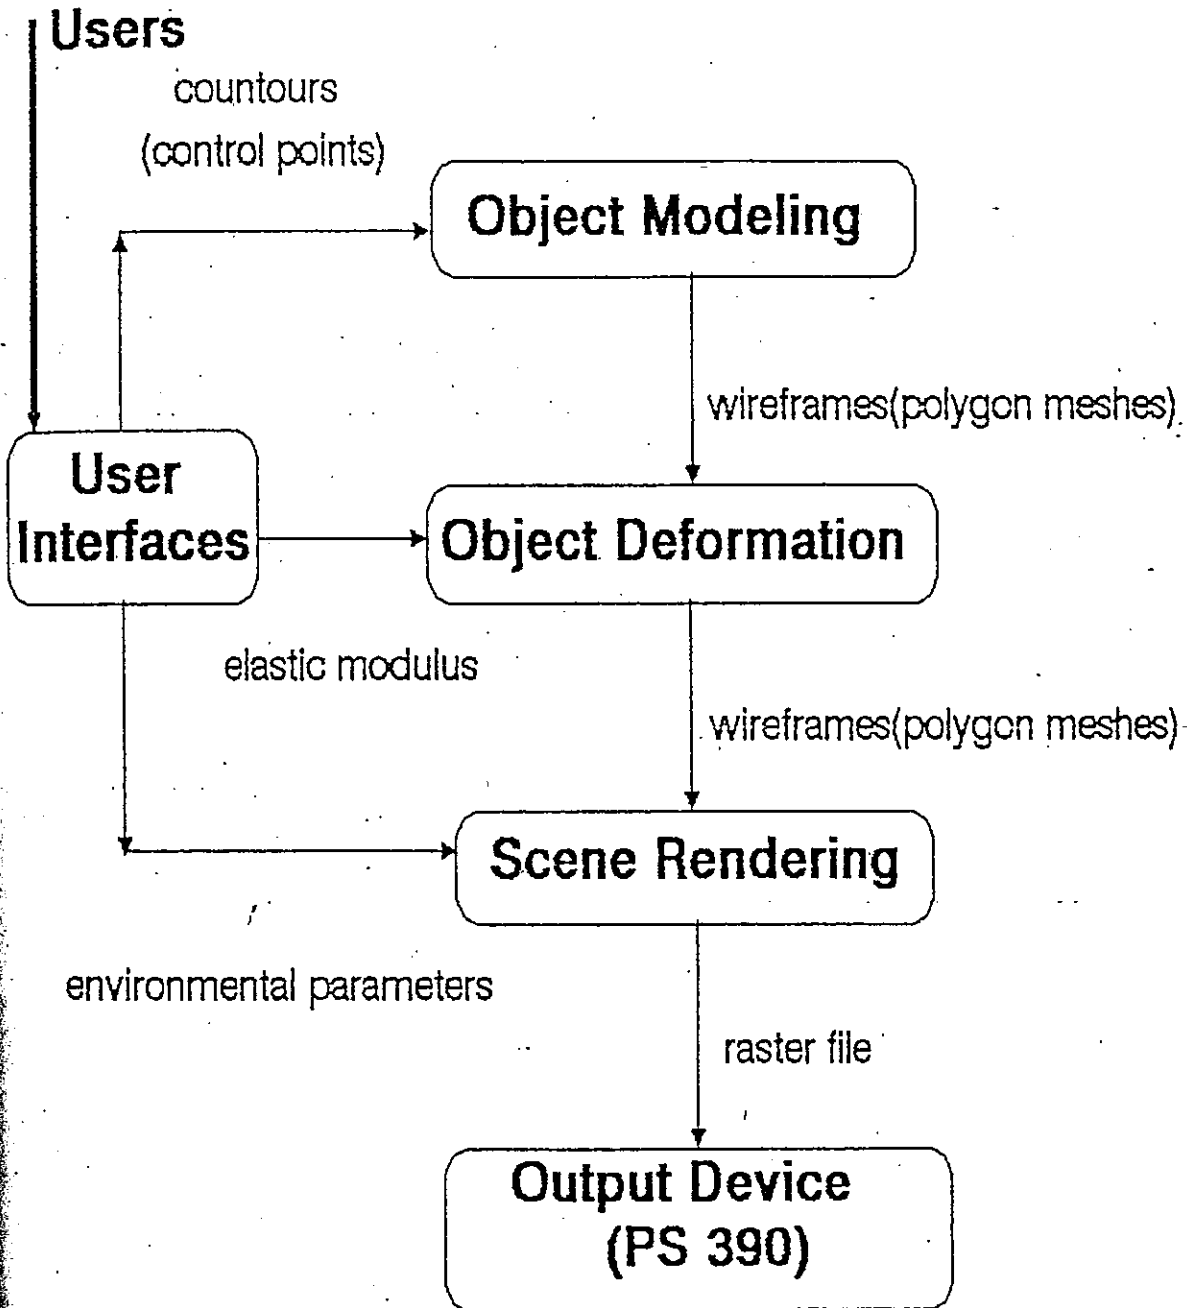 Users
countours
(control points)
Object Modeling
wireframes(polygon meshes)
User
Interfaces
Object Deformation
elastic modulus
wireframes(polygon meshes)
Scene Rendering
environmental parameters
raster file
Output Device
(PS 390)